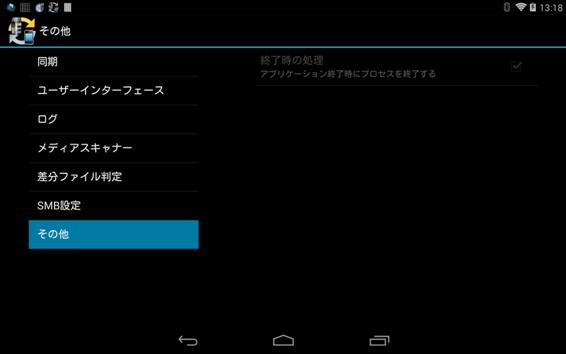 13:18
その他
同期
ユーザーインターフェース
ログ
メディアスキャナー
差分ファイル判定
SMB設定
その他
終了時の処理
アプリケーション終了時にプロセスを終了する